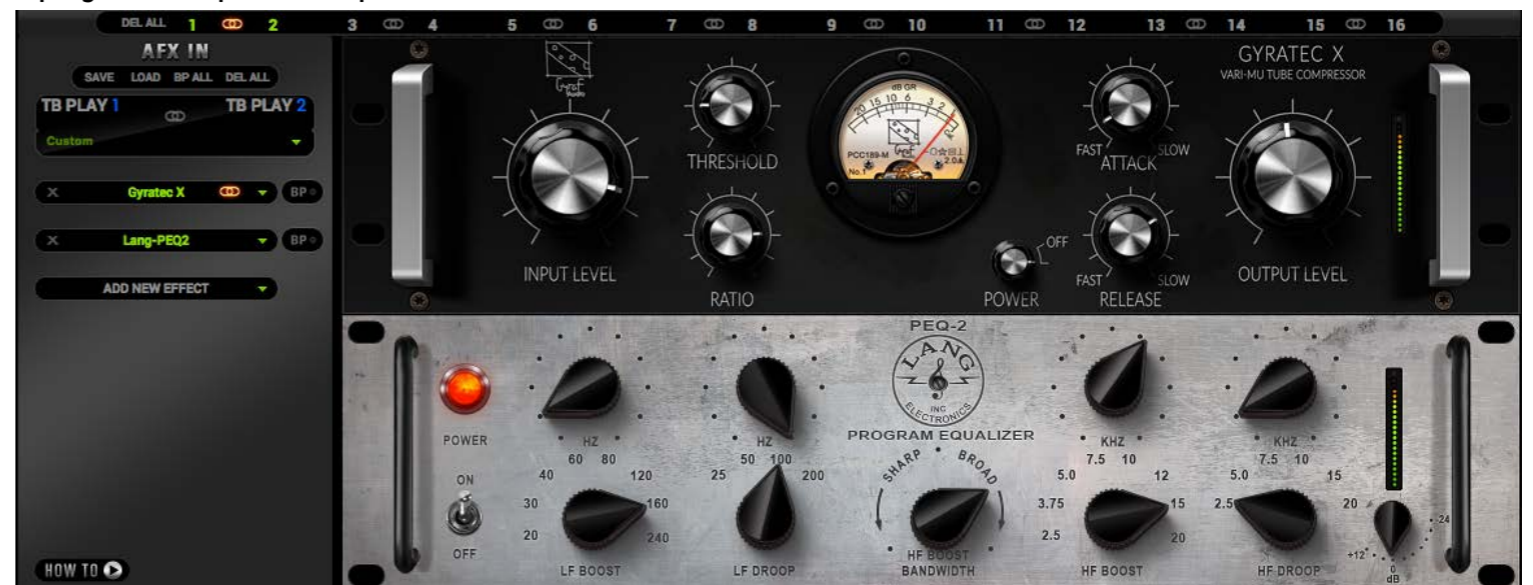 DEL ALL 1 2 3 4 5 6 7 8 9 10 11 12 13 14 15 16
AFX IN
SAVE LOAD BP ALL DEL ALL
TB PLAY 1 TB PLAY 2
Custom
Gyratec X BP
Lang-PEQ2 BP
ADD NEW EFFECT
HOW TO
GYRATEC X
VARI-MU TUBE COMPRESSOR
INPUT LEVEL
THRESHOLD
RATIO
dB GR
20 15 10 6 3 2
PCC189-M
No.1
2.0A
POWER
OFF
FAST SLOW
ATTACK
FAST SLOW
RELEASE
OUTPUT LEVEL
PEQ-2
LANG
INC
ELECTRONICS
PROGRAM EQUALIZER
POWER
ON
OFF
HZ
20 30 40 60 80 120 160 240
LF BOOST
HZ
25 50 100 200
LF DROOP
SHARP BROAD
HF BOOST
BANDWIDTH
KHZ
2.5 3.75 5.0 7.5 10 12 15 20
HF BOOST
KHZ
2.5 5.0 7.5 10 15 20
HF DROOP
+12 0 -24
dB